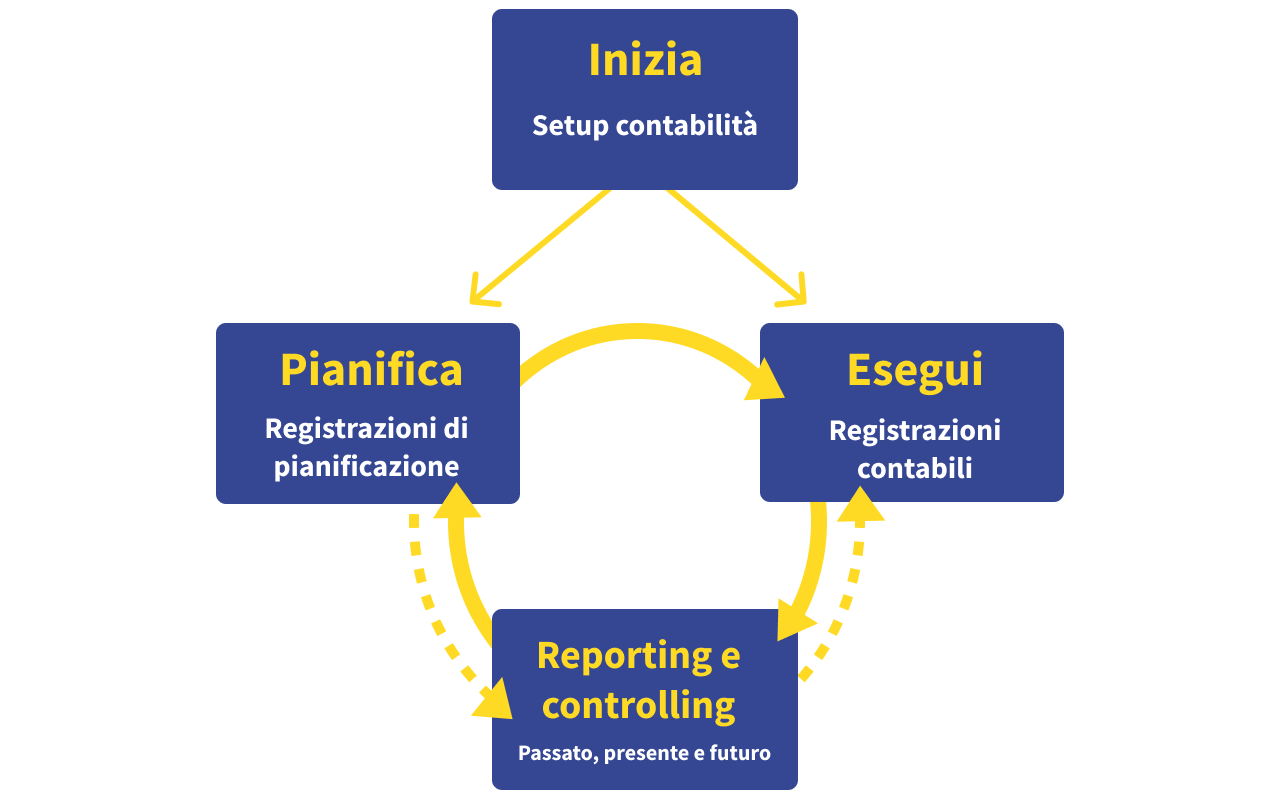 Inizia
Setup contabilità
Pianifica
Registrazioni di
pianificazione
Esegui
Registrazioni
contabili
Reporting e
controlling
Passato, presente e futuro